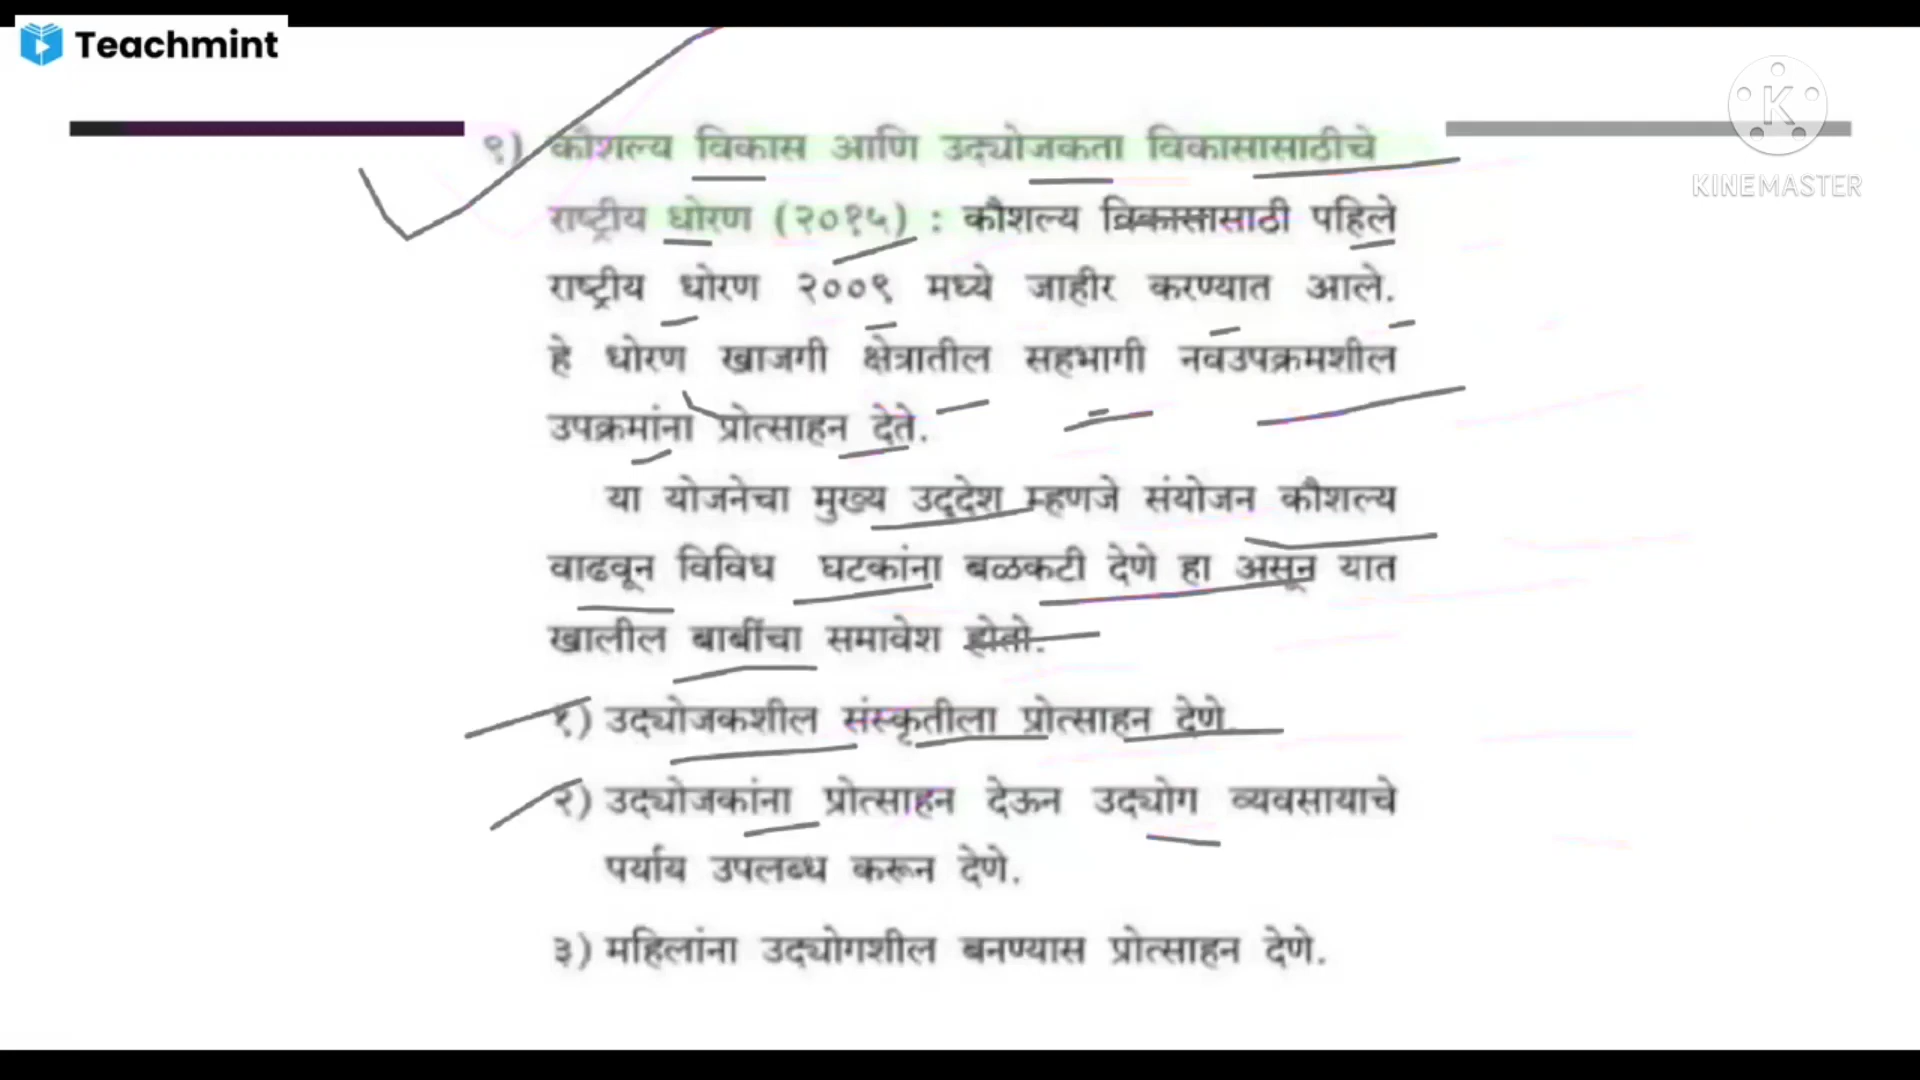 Teachmint
KINEMASTER
९) कौशल्य विकास आणि उद्योजकता विकासासाठीचे
राष्ट्रीय धोरण (२०१५) : कौशल्य विकासासाठी पहिले
राष्ट्रीय धोरण २००९ मध्ये जाहीर करण्यात आले.
हे धोरण खाजगी क्षेत्रातील सहभागी नवउपक्रमशील
उपक्रमांना प्रोत्साहन देते.
या योजनेचा मुख्य उद्‌देश म्हणजे संयोजन कौशल्य
वाढवून विविध घटकांना बळकटी देणे हा असून यात
खालील बाबींचा समावेश होतो.
१) उद्योजकशील संस्कृतीला प्रोत्साहन देणे.
२) उद्योजकांना प्रोत्साहन देऊन उद्योग व्यवसायाचे
पर्याय उपलब्ध करून देणे.
३) महिलांना उद्योगशील बनण्यास प्रोत्साहन देणे.